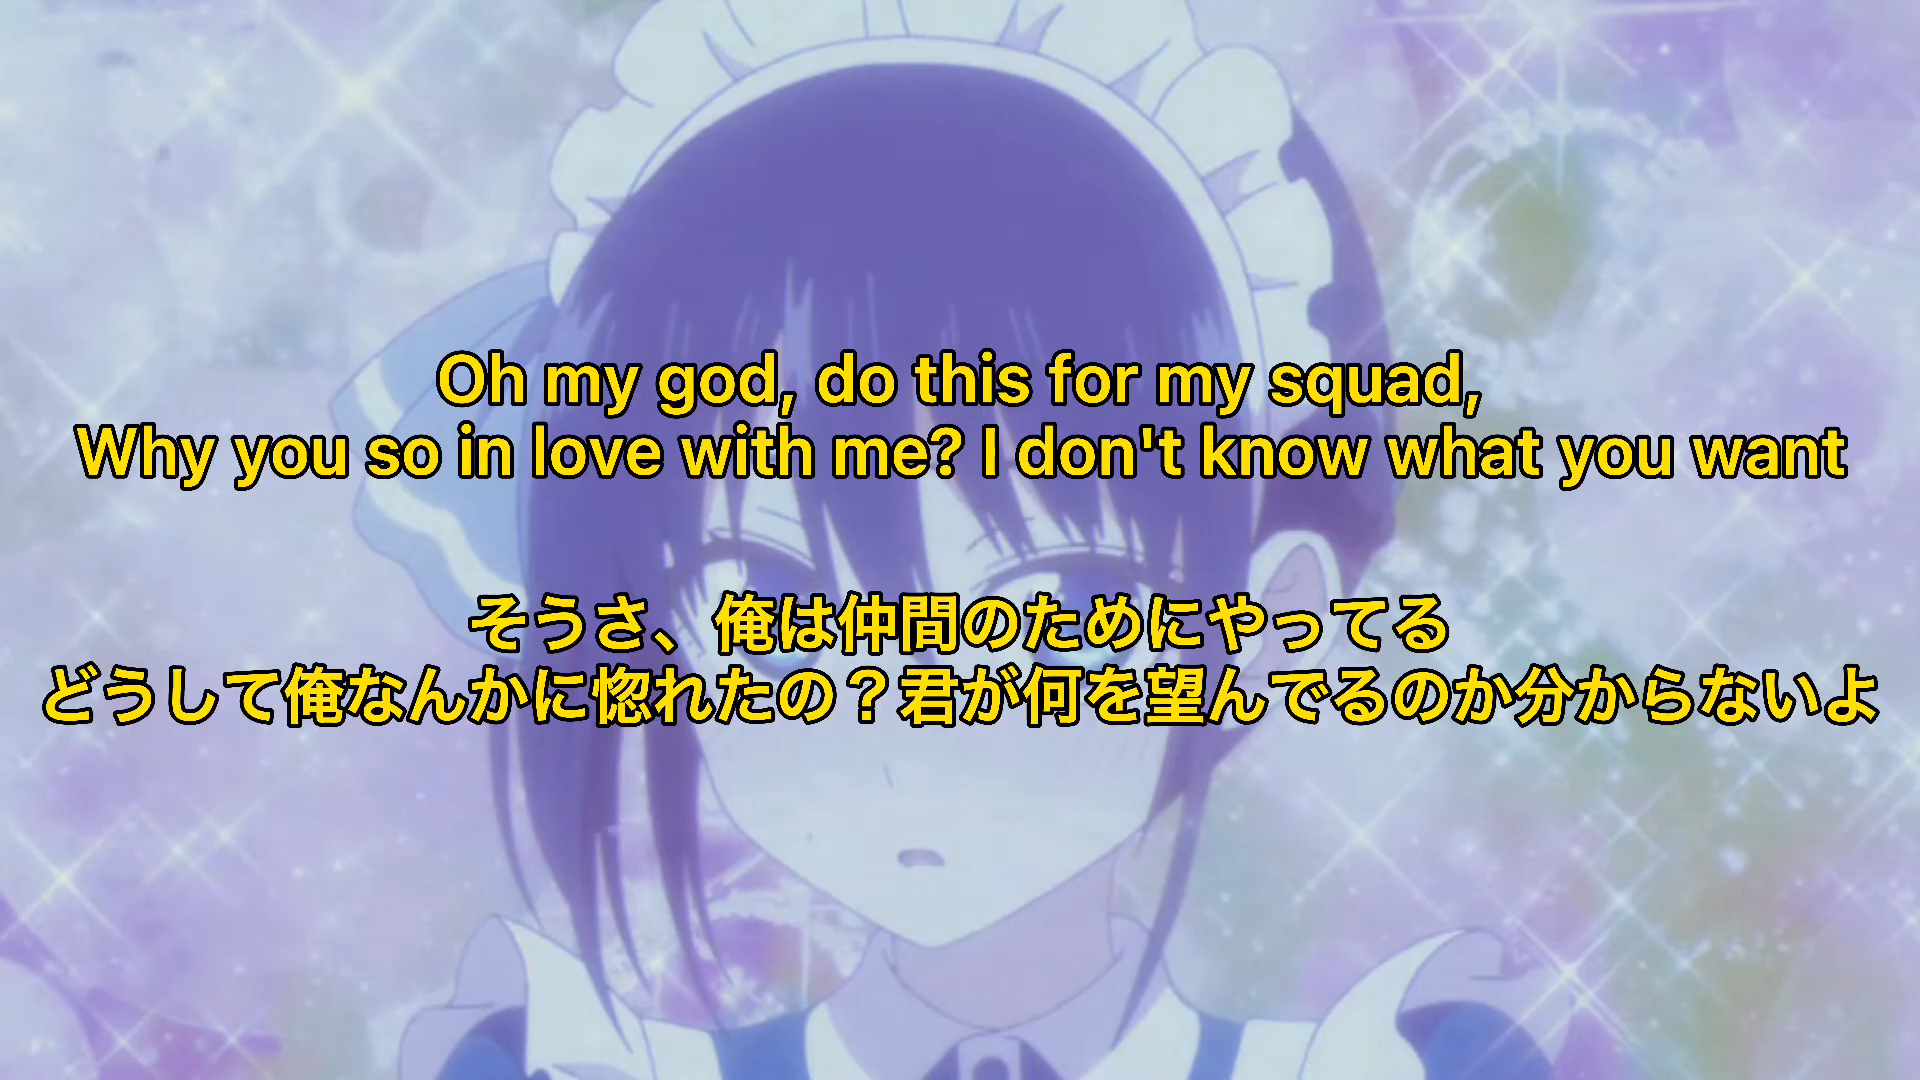 Oh my god, do this for my squad,
Why you so in love with me? I don't know what you want
そうさ、俺は仲間のためにやってる
どうして俺なんかに惚れたの？君が何を望んでるのか分からないよ